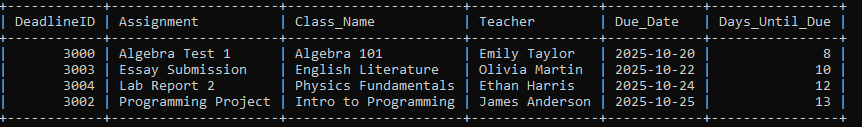 +------------+---------------------+----------------------+----------------+------------+----------------+
| DeadlineID | Assignment          | Class_Name           | Teacher        | Due_Date   | Days_Until_Due |
+------------+---------------------+----------------------+----------------+------------+----------------+
|       3000 | Algebra Test 1      | Algebra 101          | Emily Taylor   | 2025-10-20 |              8 |
|       3003 | Essay Submission    | English Literature   | Olivia Martin  | 2025-10-22 |             10 |
|       3004 | Lab Report 2        | Physics Fundamentals | Ethan Harris   | 2025-10-24 |             12 |
|       3002 | Programming Project | Intro to Programming | James Anderson | 2025-10-25 |             13 |
+------------+---------------------+----------------------+----------------+------------+----------------+